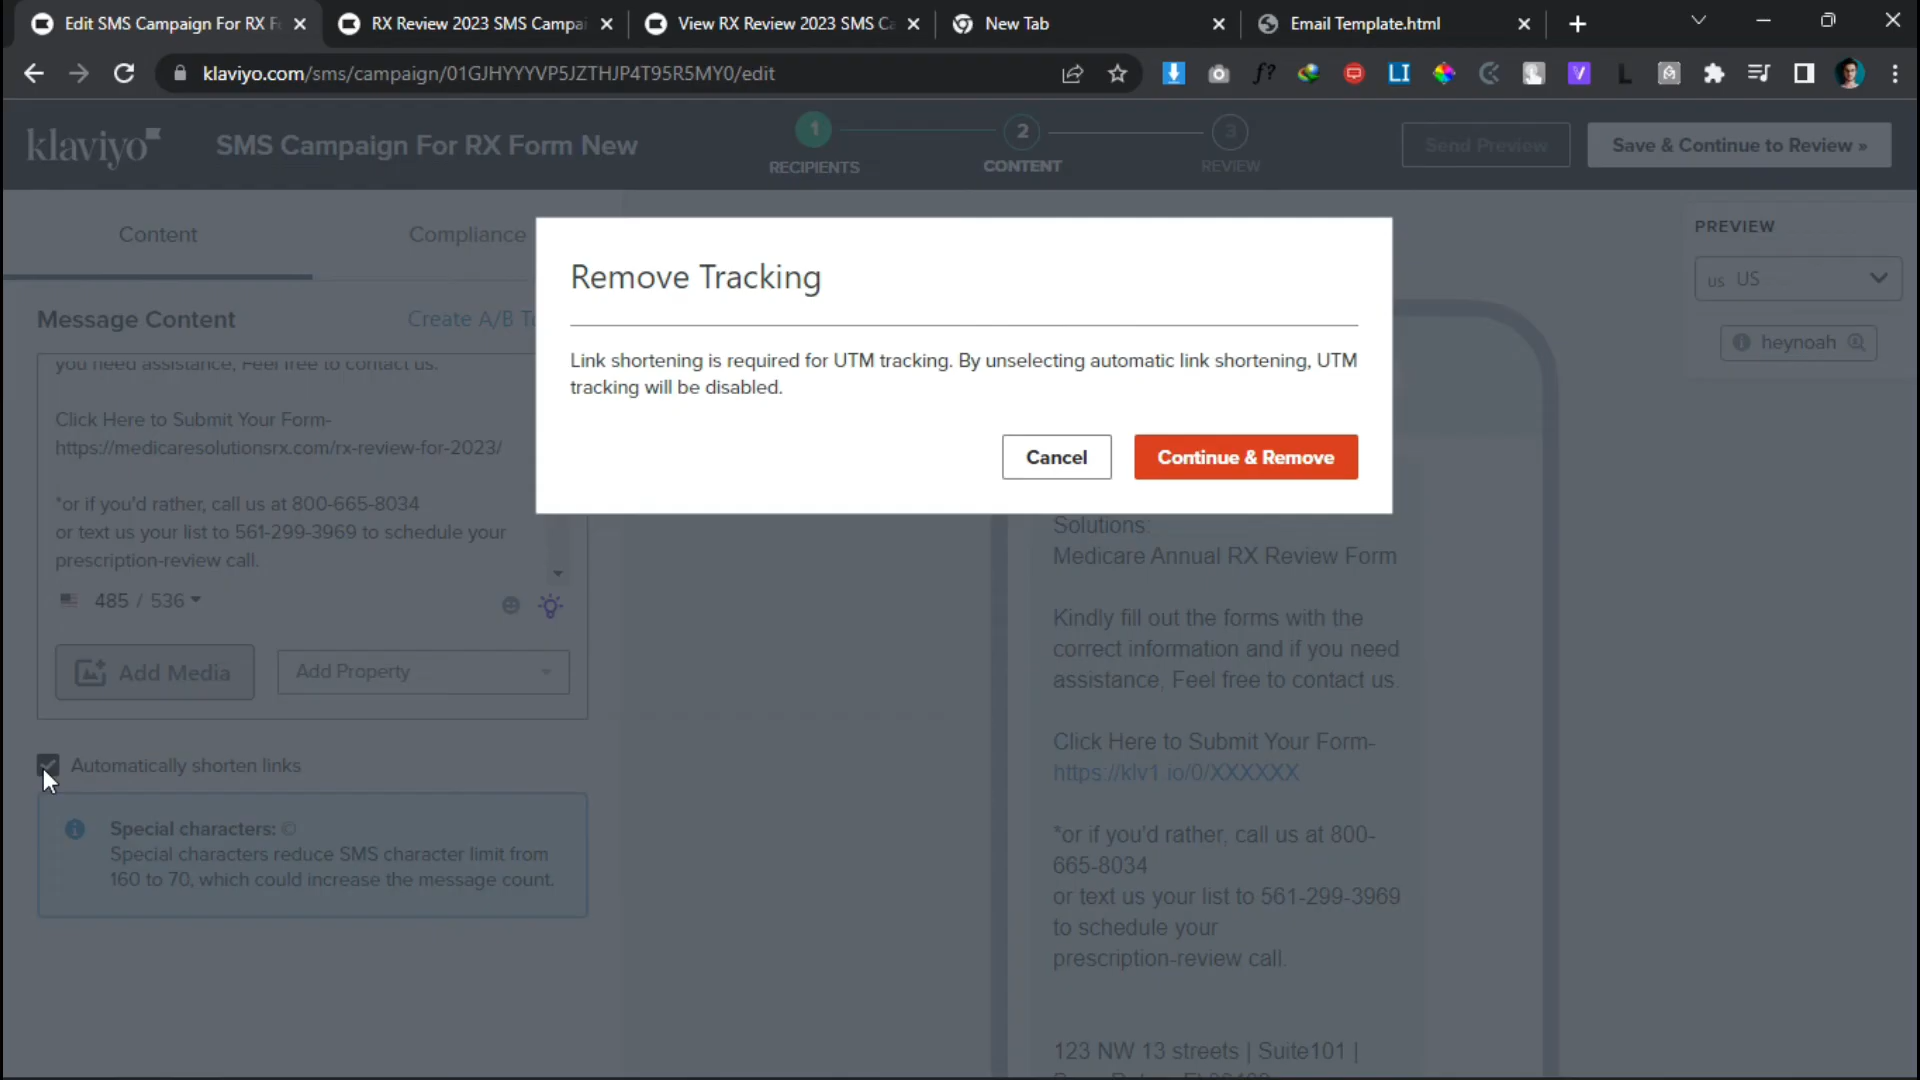 Edit SMS Campaign For RX F
RX Review 2023 SMS Campai
View RX Review 2023 SMS Ca
New Tab
Email Template.html
klaviyo.com/sms/campaign/01GJHYYYVP5JZTHJP4T95R5MY0/edit
f?
LI
V
L
klaviyo
SMS Campaign For RX Form New
1
RECIPIENTS
2
CONTENT
3
REVIEW
Send Preview
Save & Continue to Review »
Content
Compliance
Message Content
Create A/B T
you need assistance, Feel free to contact us.
Click Here to Submit Your Form-
https://medicaresolutionsrx.com/rx-review-for-2023/
*or if you'd rather, call us at 800-665-8034
or text us your list to 561-299-3969 to schedule your
prescription-review call.
485 / 536
Add Media
Add Property
Automatically shorten links
Special characters: ©
Special characters reduce SMS character limit from
160 to 70, which could increase the message count.
Remove Tracking
Link shortening is required for UTM tracking. By unselecting automatic link shortening, UTM
tracking will be disabled.
Cancel
Continue & Remove
Solutions:
Medicare Annual RX Review Form
Kindly fill out the forms with the
correct information and if you need
assistance, Feel free to contact us.
Click Here to Submit Your Form-
https://klv1.io/0/XXXXXX
*or if you'd rather, call us at 800-
665-8034
or text us your list to 561-299-3969
to schedule your
prescription-review call.
123 NW 13 streets | Suite101 |
PREVIEW
us US
heynoah